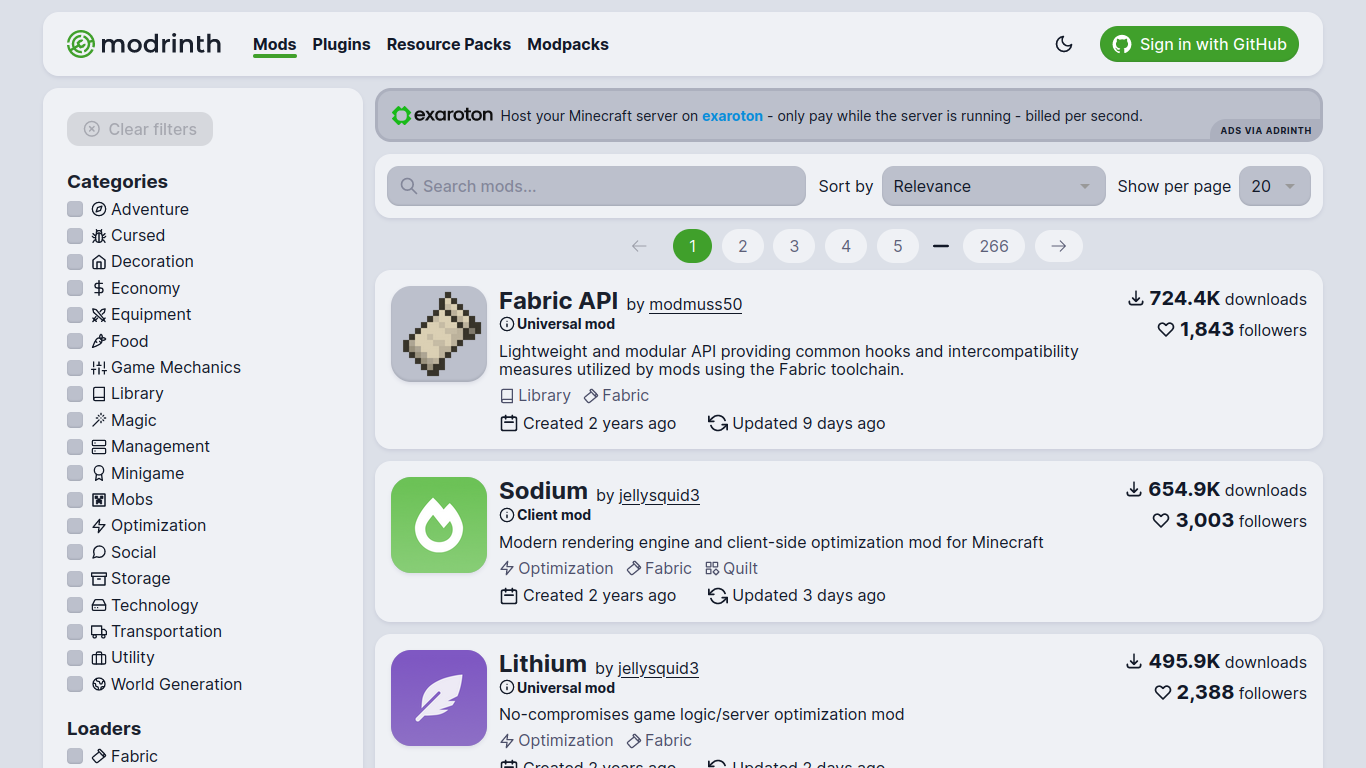 modrinth
Mods Plugins Resource Packs Modpacks
Sign in with GitHub
Clear filters
Categories
Adventure
Cursed
Decoration
Economy
Equipment
Food
Game Mechanics
Library
Magic
Management
Minigame
Mobs
Optimization
Social
Storage
Technology
Transportation
Utility
World Generation
Loaders
Fabric
exaroton Host your Minecraft server on exaroton - only pay while the server is running - billed per second.
ADS VIA ADRINTH
Search mods... Sort by Relevance Show per page 20
1 2 3 4 5 266
Fabric API by modmuss50
Universal mod
Lightweight and modular API providing common hooks and intercompatibility
measures utilized by mods using the Fabric toolchain.
Library Fabric
Created 2 years ago Updated 9 days ago
724.4K downloads
1,843 followers
Sodium by jellysquid3
Client mod
Modern rendering engine and client-side optimization mod for Minecraft
Optimization Fabric Quilt
Created 2 years ago Updated 3 days ago
654.9K downloads
3,003 followers
Lithium by jellysquid3
Universal mod
No-compromises game logic/server optimization mod
Optimization Fabric
Created 2 years ago Updated 2 days ago
495.9K downloads
2,388 followers